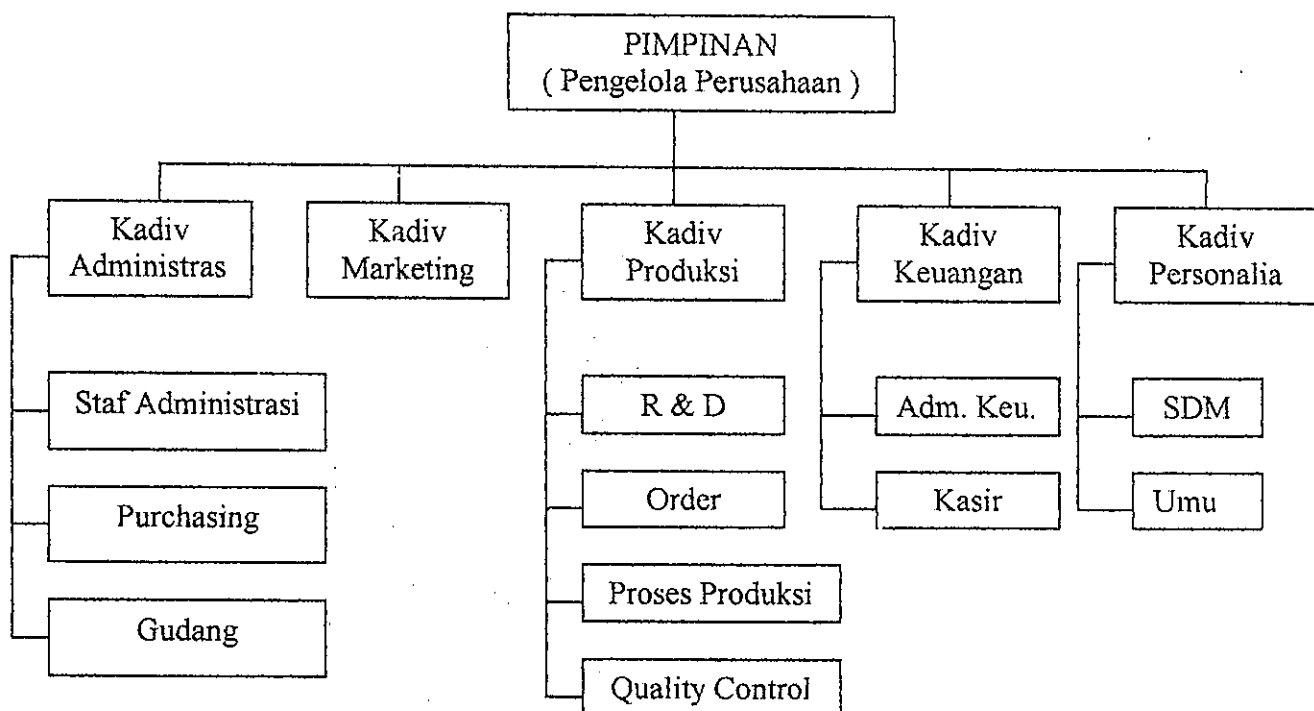 PIMPINAN
( Pengelola Perusahaan )
Kadiv
Administras
Kadiv
Marketing
Kadiv
Produksi
Kadiv
Keuangan
Kadiv
Personalia
Staf Administrasi
Purchasing
Gudang
R & D
Order
Proses Produksi
Quality Control
Adm. Keu.
Kasir
SDM
Umu